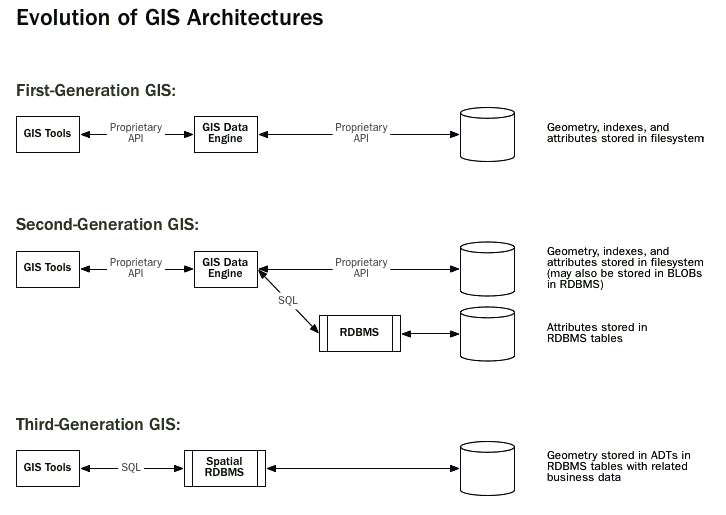 Evolution of GIS Architectures
First-Generation GIS:
GIS Tools
Proprietary
API
GIS Data
Engine
Proprietary
API
Geometry, indexes, and
attributes stored in filesystem
Second-Generation GIS:
GIS Tools
Proprietary
API
GIS Data
Engine
Proprietary
API
Geometry, indexes, and
attributes stored in filesystem
(may also be stored in BLOBs
in RDBMS)
SQL
RDBMS
Attributes stored in
RDBMS tables
Third-Generation GIS:
GIS Tools
SQL
Spatial
RDBMS
Geometry stored in ADTs in
RDBMS tables with related
business data